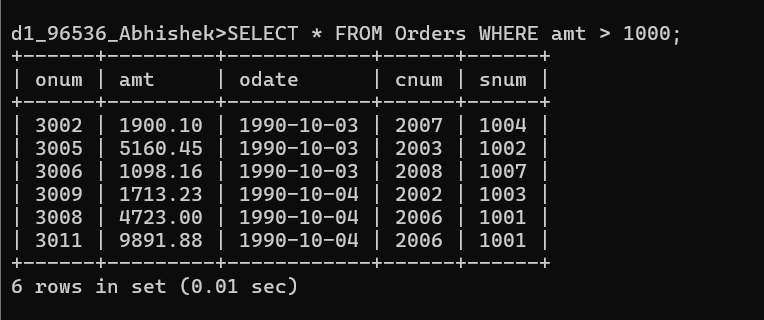 d1_96536_Abhishek>SELECT * FROM Orders WHERE amt > 1000;
+------+---------+------------+------+------+
| onum | amt     | odate      | cnum | snum |
+------+---------+------------+------+------+
| 3002 | 1900.10 | 1990-10-03 | 2007 | 1004 |
| 3005 | 5160.45 | 1990-10-03 | 2003 | 1002 |
| 3006 | 1098.16 | 1990-10-03 | 2008 | 1007 |
| 3009 | 1713.23 | 1990-10-04 | 2002 | 1003 |
| 3008 | 4723.00 | 1990-10-04 | 2006 | 1001 |
| 3011 | 9891.88 | 1990-10-04 | 2006 | 1001 |
+------+---------+------------+------+------+
6 rows in set (0.01 sec)